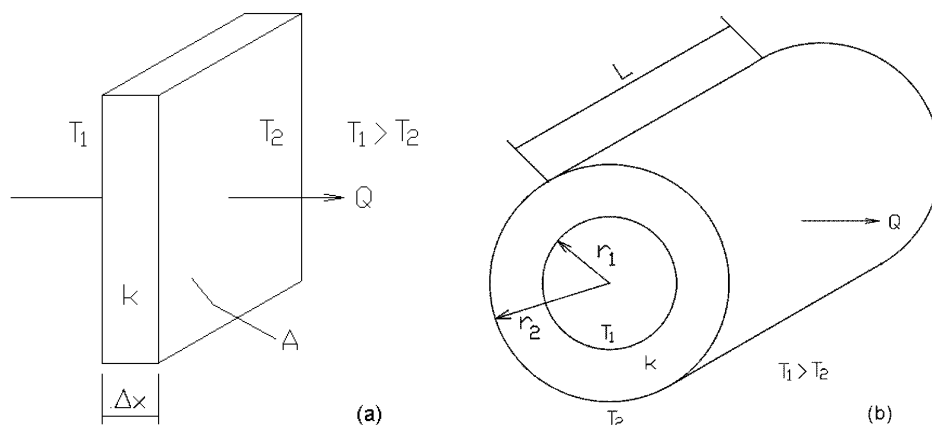 T₁
T₂
T₁ > T₂
Q
k
A
Δx
(a)
L
r₁
r₂
T₁
k
Q
T₁ > T₂
T₂
(b)